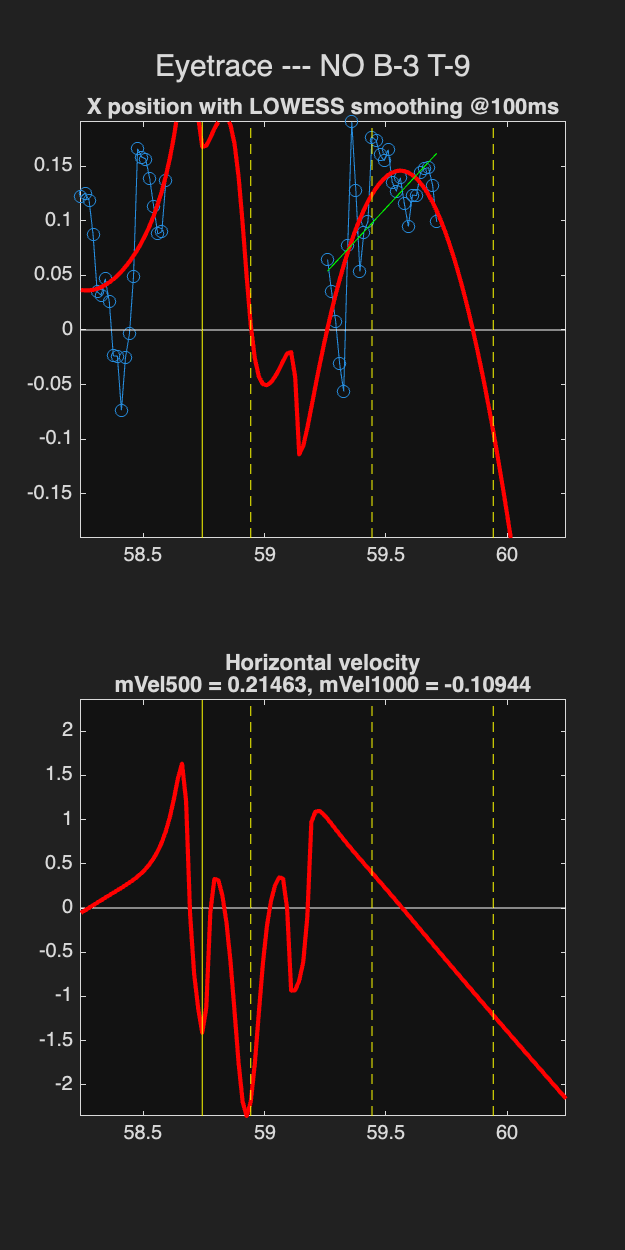 Eyetrace --- NO B-3 T-9
X position with LOWESS smoothing @100ms
0.15
0.1
0.05
0
-0.05
-0.1
-0.15
58.5 59 59.5 60
Horizontal velocity
mVel500 = 0.21463, mVel1000 = -0.10944
2
1.5
1
0.5
0
-0.5
-1
-1.5
-2
58.5 59 59.5 60